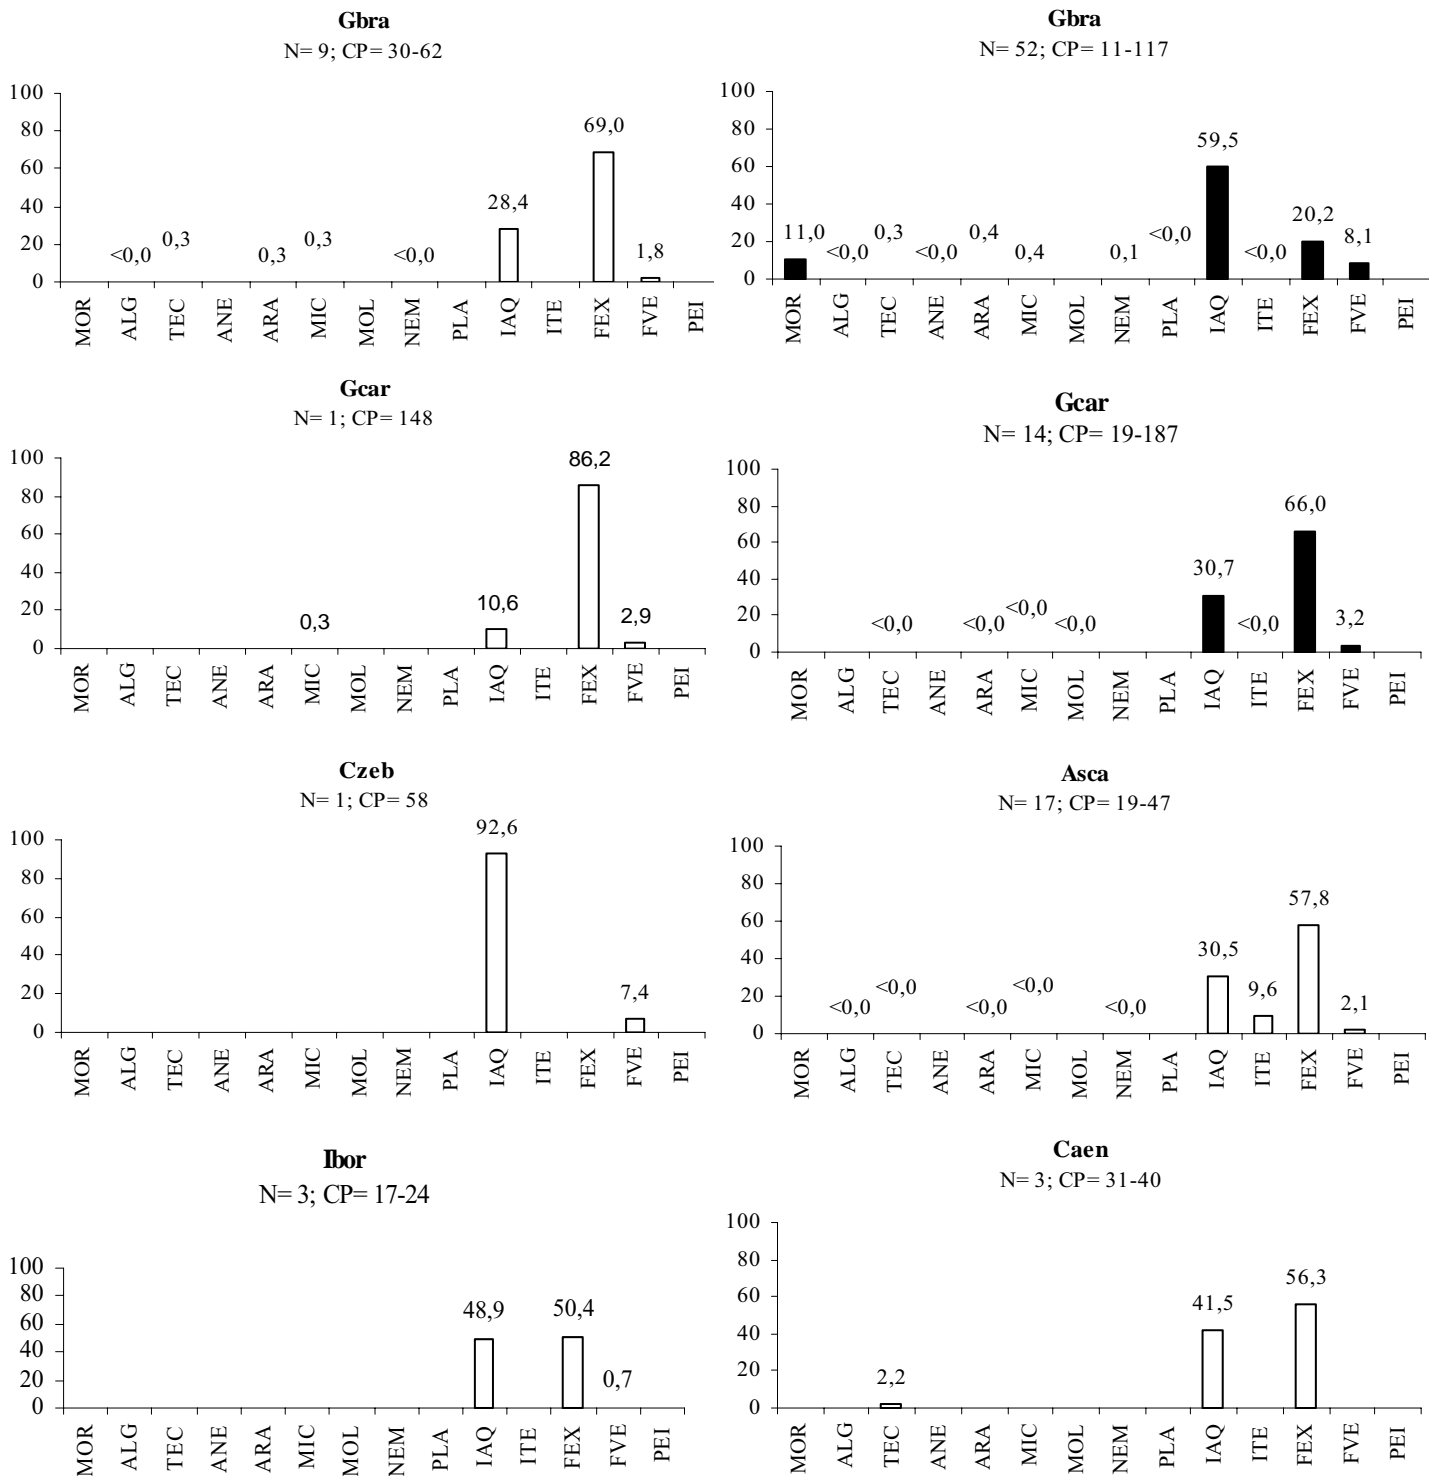 Gbra
N= 9; CP= 30-62
100
80
60
40
20
0
<0,0 0,3 0,3 0,3 <0,0 28,4 69,0 1,8
MOR ALG TEC ANE ARA MIC MOL NEM PLA IAQ ITE FEX FVE PEI
Gbra
N= 52; CP= 11-117
100
80
60
40
20
0
11,0 <0,0 0,3 <0,0 0,4 0,4 0,1 <0,0 59,5 <0,0 20,2 8,1
MOR ALG TEC ANE ARA MIC MOL NEM PLA IAQ ITE FEX FVE PEI
Gcar
N= 1; CP= 148
100
80
60
40
20
0
0,3 10,6 86,2 2,9
MOR ALG TEC ANE ARA MIC MOL NEM PLA IAQ ITE FEX FVE PEI
Gcar
N= 14; CP= 19-187
100
80
60
40
20
0
<0,0 <0,0 <0,0 <0,0 30,7 <0,0 66,0 3,2
MOR ALG TEC ANE ARA MIC MOL NEM PLA IAQ ITE FEX FVE PEI
Czeb
N= 1; CP= 58
100
80
60
40
20
0
92,6 7,4
MOR ALG TEC ANE ARA MIC MOL NEM PLA IAQ ITE FEX FVE PEI
Asca
N= 17; CP= 19-47
100
80
60
40
20
0
<0,0 <0,0 <0,0 <0,0 <0,0 30,5 9,6 57,8 2,1
MOR ALG TEC ANE ARA MIC MOL NEM PLA IAQ ITE FEX FVE PEI
Ibor
N= 3; CP= 17-24
100
80
60
40
20
0
48,9 50,4 0,7
MOR ALG TEC ANE ARA MIC MOL NEM PLA IAQ ITE FEX FVE PEI
Caen
N= 3; CP= 31-40
100
80
60
40
20
0
2,2 41,5 56,3
MOR ALG TEC ANE ARA MIC MOL NEM PLA IAQ ITE FEX FVE PEI